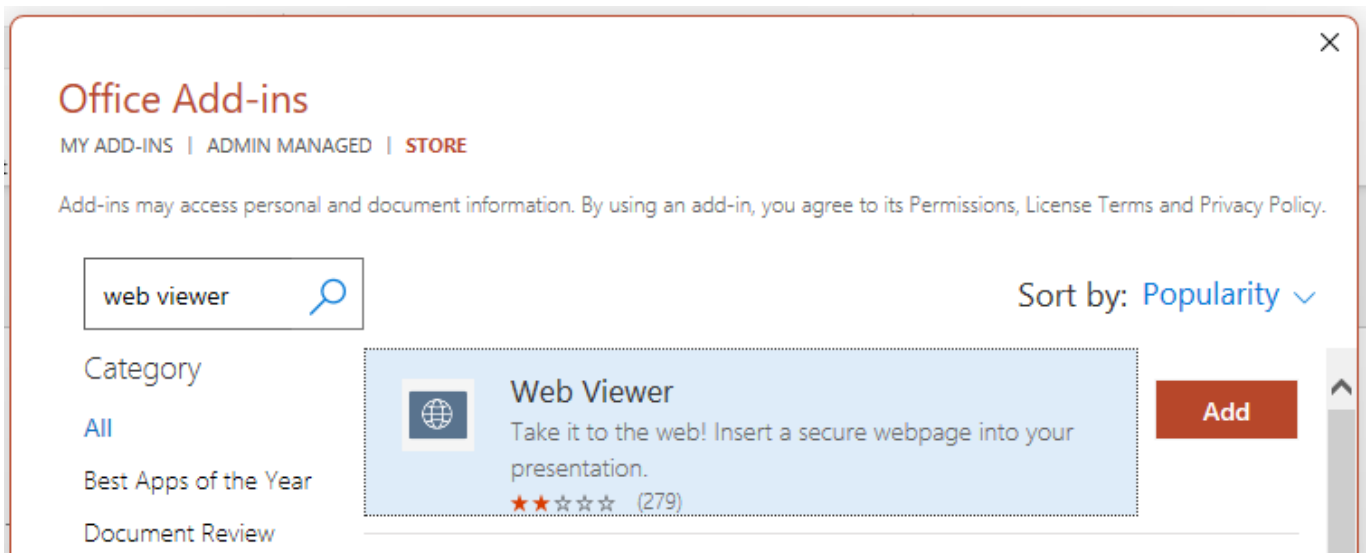 Office Add-ins
MY ADD-INS | ADMIN MANAGED | STORE
Add-ins may access personal and document information. By using an add-in, you agree to its Permissions, License Terms and Privacy Policy.
web viewer
Sort by: Popularity
Category
All
Best Apps of the Year
Document Review
Web Viewer
Take it to the web! Insert a secure webpage into your
presentation.
(279)
Add